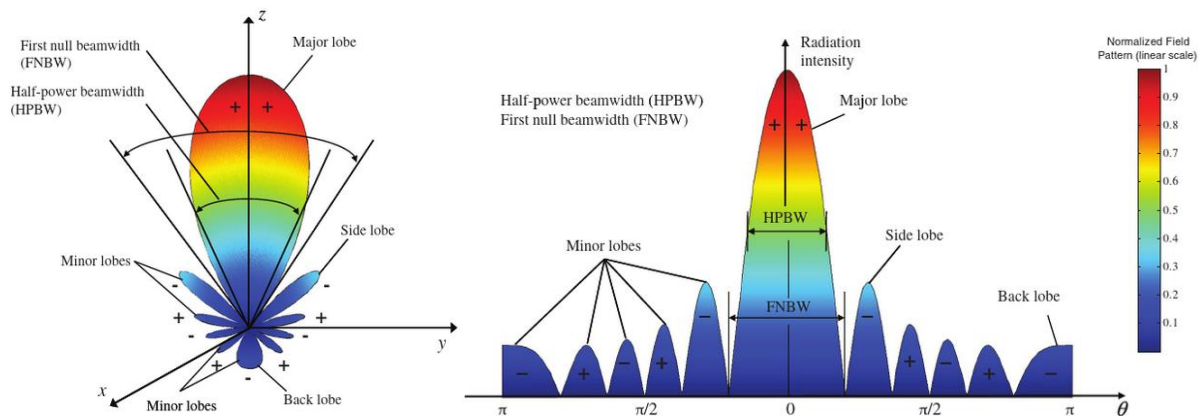 z
First null beamwidth
(FNBW)
Major lobe
Half-power beamwidth
(HPBW)
+ +
Side lobe
Minor lobes
-
-
+
+
-
-
y
+
+
-
x
Minor lobes
Back lobe
Radiation
intensity
Half-power beamwidth (HPBW)
First null beamwidth (FNBW)
Major lobe
+ +
HPBW
Minor lobes
Side lobe
FNBW
Back lobe
– + – + – – + – + –
π
π/2
0
π/2
π
θ
Normalized Field
Pattern (linear scale)
1
0.9
0.8
0.7
0.6
0.5
0.4
0.3
0.2
0.1